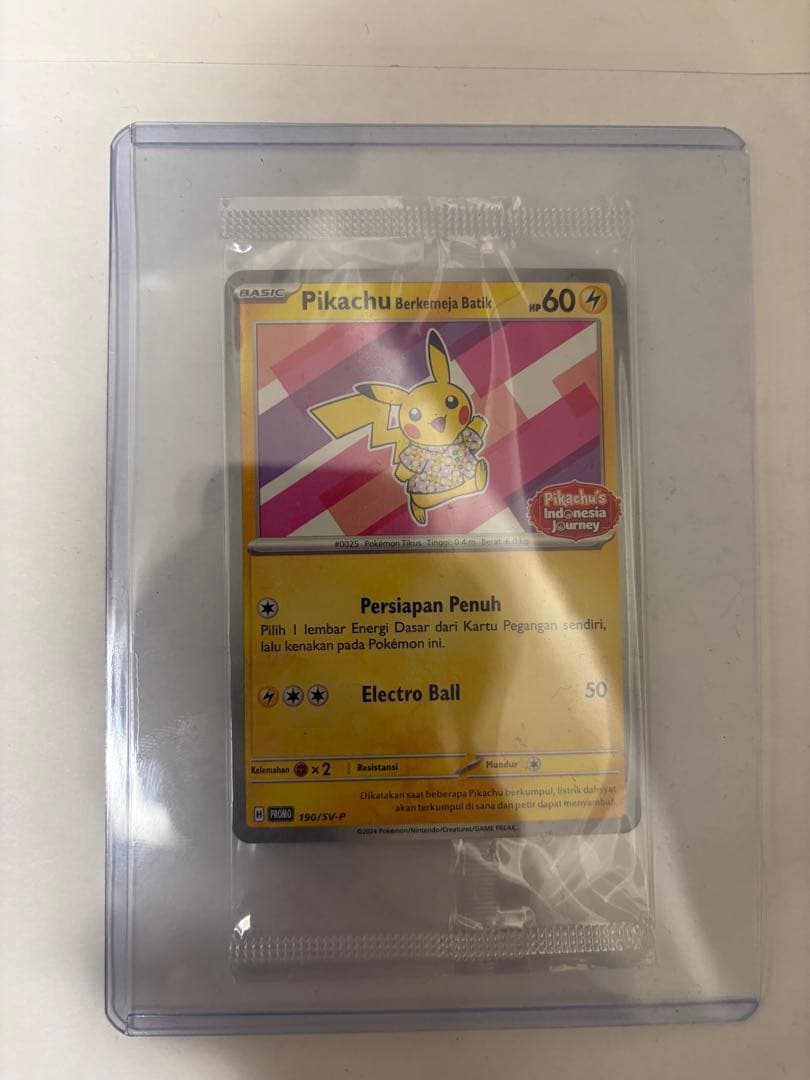 BASIC Pikachu Berkemeja Batik HP 60
Pikachu's
Indonesia
Journey
#0025 Pokémon Tikus Tinggi: 0.4 m Berat: 6.0 kg
Persiapan Penuh
Pilih 1 lembar Energi Dasar dari Kartu Pegangan sendiri,
lalu kenakan pada Pokémon ini.
Electro Ball 50
Kelemahan ×2 Resistansi Mundur
Dikatakan saat beberapa Pikachu berkumpul, listrik dahsyat
akan terkumpul di sana dan petir dapat menyambar.
H PROMO 190/SV-P
©2024 Pokémon/Nintendo/Creatures/GAME FREAK.